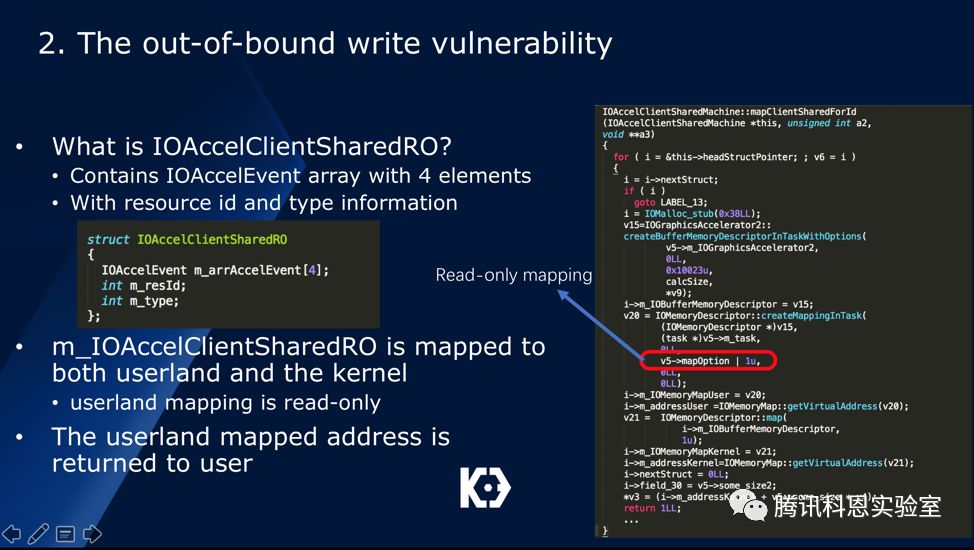 2. The out-of-bound write vulnerability
• What is IOAccelClientSharedRO?
• Contains IOAccelEvent array with 4 elements
• With resource id and type information
struct IOAccelClientSharedRO
{
IOAccelEvent m_arrAccelEvent[4];
int m_resId;
int m_type;
};
• m_IOAccelClientSharedRO is mapped to
both userland and the kernel
• userland mapping is read-only
• The userland mapped address is
returned to user
Read-only mapping
IOAccelClientSharedMachine::mapClientSharedForId
(IOAccelClientSharedMachine *this, unsigned int a2,
void **a3)
{
for ( i = &this->headStructPointer; ; v6 = i )
{
i = i->nextStruct;
if ( i )
goto LABEL_13;
i = IOMalloc_stub(0x38LL);
v15=IOGraphicsAccelerator2::
createBufferMemoryDescriptorInTaskWithOptions(
v5->m_IOGraphicsAccelerator2,
0LL,
0x10023u,
calcSize,
*v9);
i->m_IOBufferMemoryDescriptor = v15;
v20 = IOMemoryDescriptor::createMappingInTask(
(IOMemoryDescriptor *)v15,
(task *)v5->m_task,
0LL,
v5->mapOption | 1u,
0LL,
0LL);
i->m_IOMemoryMapUser = v20;
i->m_addressUser =IOMemoryMap::getVirtualAddress(v20);
v21 = IOMemoryDescriptor::map(
i->m_IOBufferMemoryDescriptor,
1u);
i->m_IOMemoryMapKernel = v21;
i->m_addressKernel=IOMemoryMap::getVirtualAddress(v21);
i->nextStruct = 0LL;
i->field_30 = v5->some_size2;
*v3 = (i->m_addressK
return 1LL;
...
}
腾讯科恩实验室